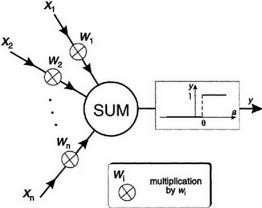 X1
X2
W1
W2
SUM
y
1
θ
a
y
Wn
Xn
Wi
multiplication
by wi